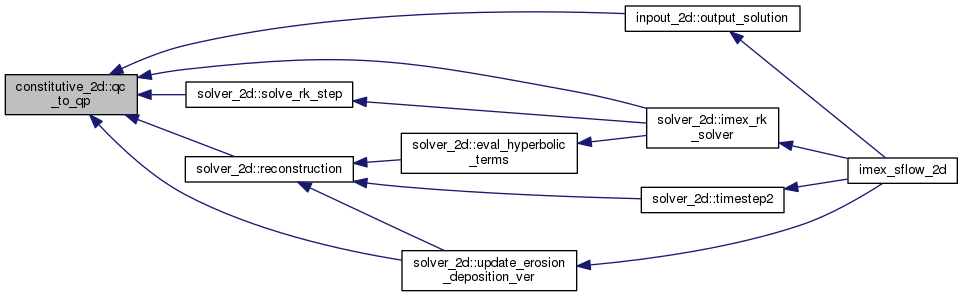 constitutive_2d::qc
_to_qp
inpout_2d::output_solution
solver_2d::solve_rk_step
solver_2d::imex_rk
_solver
solver_2d::eval_hyperbolic
_terms
solver_2d::reconstruction
imex_sflow_2d
solver_2d::timestep2
solver_2d::update_erosion
_deposition_ver